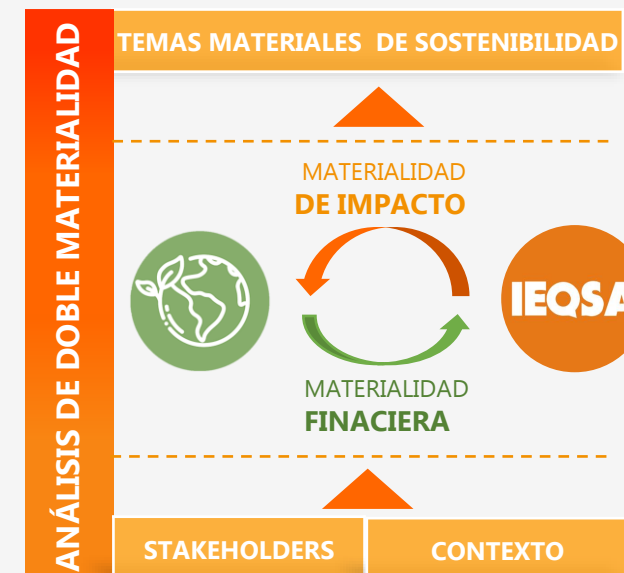 ANÁLISIS DE DOBLE MATERIALIDAD
TEMAS MATERIALES DE SOSTENIBILIDAD
MATERIALIDAD
DE IMPACTO
IEQSA
MATERIALIDAD
FINACIERA
STAKEHOLDERS
CONTEXTO